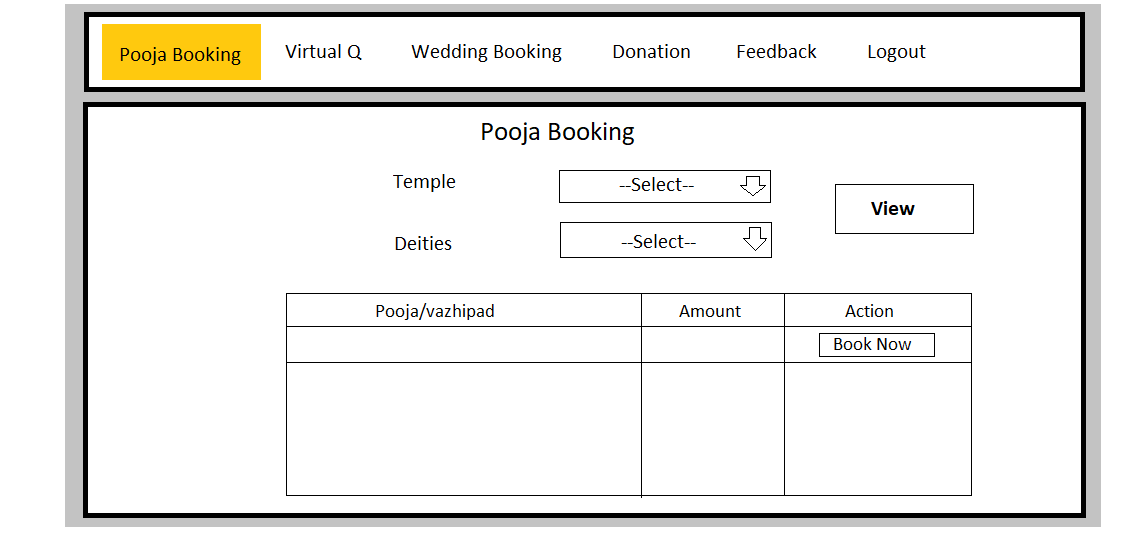 Pooja Booking Virtual Q Wedding Booking Donation Feedback Logout
Pooja Booking
Temple --Select--
View
Deities --Select--
Pooja/vazhipad Amount Action
Book Now